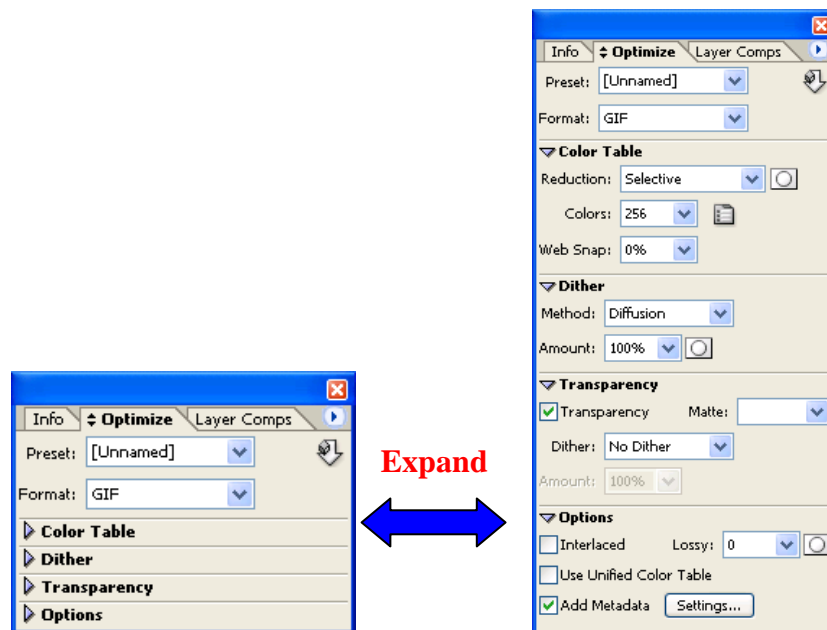 Info Optimize Layer Comps
Preset: [Unnamed]
Format: GIF
Color Table
Dither
Transparency
Options
Expand
Info Optimize Layer Comps
Preset: [Unnamed]
Format: GIF
Color Table
Reduction: Selective
Colors: 256
Web Snap: 0%
Dither
Method: Diffusion
Amount: 100%
Transparency
Transparency Matte:
Dither: No Dither
Amount: 100%
Options
Interlaced Lossy: 0
Use Unified Color Table
Add Metadata Settings...